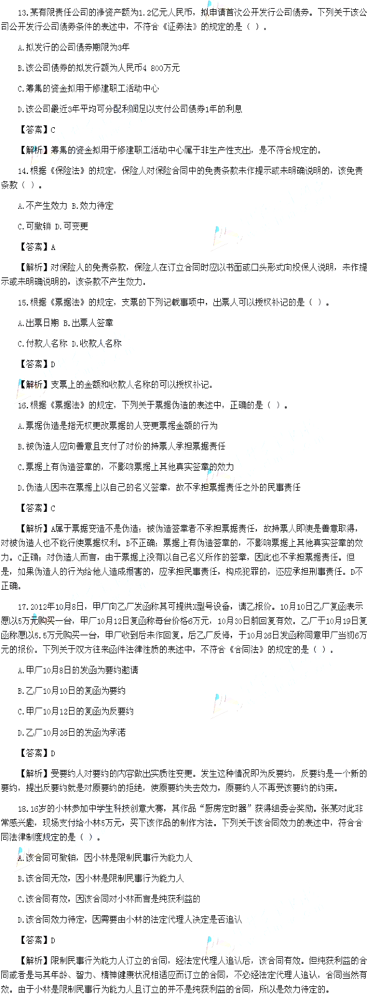 13.某有限责任公司的净资产额为1.2亿元人民币，拟申请首次公开发行公司债券。下列关于该公
司公开发行公司债券条件的表述中，不符合《证券法》的规定的是（ ）。
A.拟发行的公司债券期限为3年
B.该公司债券的拟发行额为人民币4 800万元
C.筹集的资金拟用于修建职工活动中心
D.该公司最近3年平均可分配利润足以支付公司债券1年的利息
【答案】C
【解析】筹集的资金拟用于修建职工活动中心属于非生产性支出，是不符合规定的。
14.根据《保险法》的规定，保险人对保险合同中的免责条款未作提示或未明确说明的，该免责
条款（ ）。
A.不产生效力 B.效力待定
C.可撤销 D.可变更
【答案】A
【解析】对保险人的免责条款，保险人在订立合同时应以书面或口头形式向投保人说明，未作提
示或未明确说明的，该条款不产生效力。
15.根据《票据法》的规定，支票的下列记载事项中，出票人可以授权补记的是（ ）。
A.出票日期 B.出票人签章
C.付款人名称 D.收款人名称
【答案】D
【解析】支票上的金额和收款人名称的可以授权补记。
16.根据《票据法》的规定，下列关于票据伪造的表述中，正确的是（ ）。
A.票据伪造是指无权更改票据的人变更票据金额的行为
B.被伪造人应向善意且支付了对价的持票人承担票据责任
C.票据上有伪造签章的，不影响票据上其他真实签章的效力
D.伪造人因未在票据上以自己的名义签章，故不承担票据责任之外的民事责任
【答案】C
【解析】A属于票据变造不是伪造；被伪造签章者不承担票据责任，故持票人即使是善意取得，
对被伪造人也不能行使票据权利。B不正确；票据上有伪造签章的，不影响票据上其他真实签章的效
力。C正确；对伪造人而言，由于票据上没有以自己名义所作的签章，因此也不承担票据责任。但
是，如果伪造人的行为给他人造成损害的，应承担民事责任，构成犯罪的，还应承担刑事责任。D不
正确。
17.2012年10月8日，甲厂向乙厂发函称其可提供X型号设备，请乙报价。10月10日乙厂复函表示
愿以5万元购买一台，甲厂10月12日复函称每台价格6万元，10月30日前回复有效。乙厂于10月19日复
函称愿以5.5万元购买一台，甲厂收到后未作回复。后乙厂反悔，于10月26日发函称同意甲厂当初6万
元的报价。下列关于双方往来函件法律性质的表述中，不符合《合同法》的规定的是（ ）。
A.甲厂10月8日的发函为要约邀请
B.乙厂10月10日的复函为要约
C.甲厂10月12日的复函为反要约
D.乙厂10月26日的发函为承诺
【答案】D
【解析】受要约人对要约的内容做出实质性变更。发生这种情况即为反要约，反要约是一个新的
要约，提出反要约就是对原要约的拒绝，使原要约失去效力，原要约人不再受该要约的约束。
18.16岁的小林参加中学生科技创意大赛，其作品“厨房定时器”获得组委会奖励。张某对此非
常感兴趣，现场支付给小林5万元，买下该作品的制作方法。下列关于该合同效力的表述中，符合合
同法律制度规定的是（ ）。
A.该合同可撤销，因小林是限制民事行为能力人
B.该合同无效，因小林是限制民事行为能力人
C.该合同有效，因该合同对小林而言是纯获利益的
D.该合同效力待定，因需要由小林的法定代理人决定是否追认
【答案】D
【解析】限制民事行为能力人订立的合同，经法定代理人追认后，该合同有效。但纯获利益的合
同或者是与其年龄、智力、精神健康状况相适应而订立的合同，不必经法定代理人追认，合同当然有
效。由于小林是限制民事行为能力人且订立的并不是纯获利益的合同，所以是效力待定的。